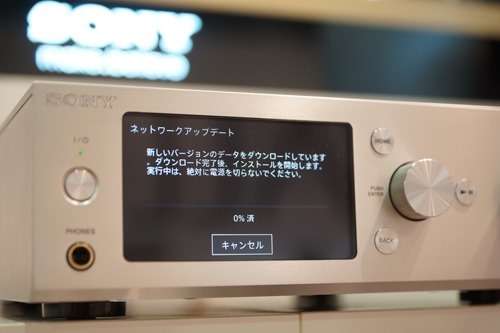 SONY
SONY
ネットワークアップデート
新しいバージョンのデータをダウンロードしています
。ダウンロード完了後、インストールを開始します。
実行中は、絶対に電源を切らないでください。
0% 済
キャンセル
I/⏻
PHONES
HOME
PUSH
ENTER
BACK